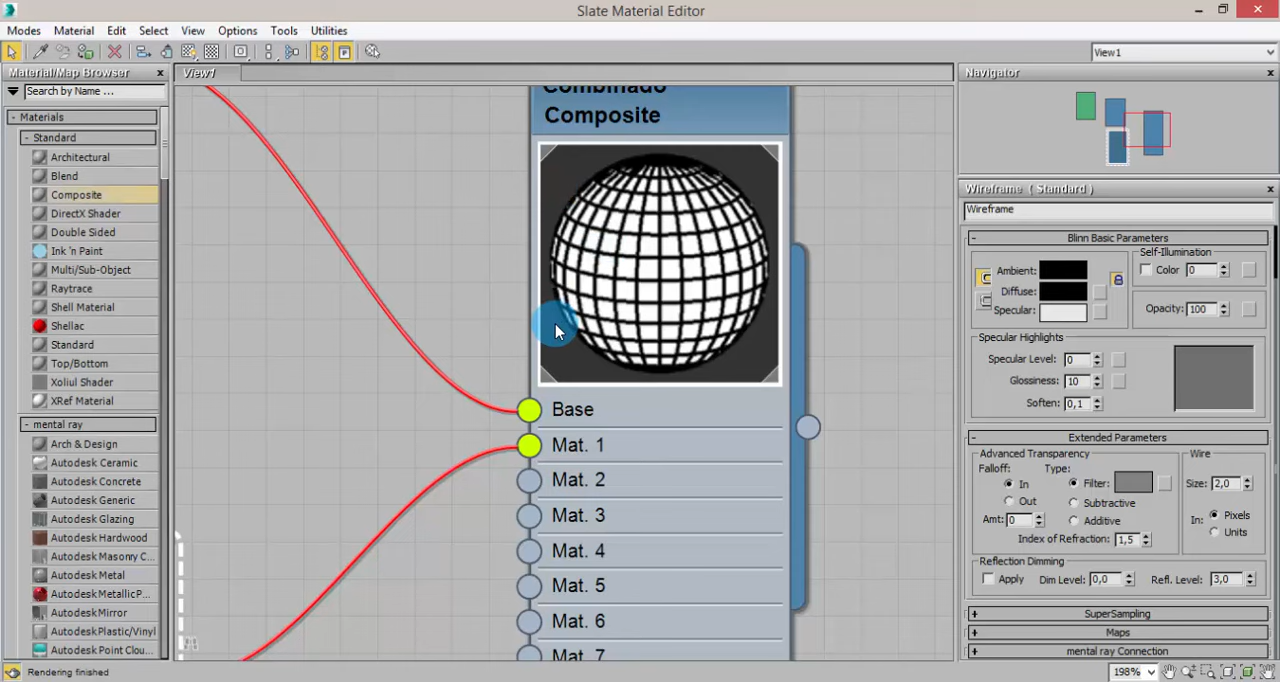 Slate Material Editor
Modes Material Edit Select View Options Tools Utilities
View1
Material/Map Browser
Search by Name ...
- Materials
- Standard
Architectural
Blend
Composite
DirectX Shader
Double Sided
Ink 'n Paint
Multi/Sub-Object
Raytrace
Shell Material
Shellac
Standard
Top/Bottom
Xoliul Shader
XRef Material
- mental ray
Arch & Design
Autodesk Ceramic
Autodesk Concrete
Autodesk Generic
Autodesk Glazing
Autodesk Hardwood
Autodesk Masonry C...
Autodesk Metal
Autodesk MetallicP...
Autodesk Mirror
Autodesk Plastic/Vinyl
Autodesk Point Clou...
Rendering finished
View1
Combinado
Composite
Base
Mat. 1
Mat. 2
Mat. 3
Mat. 4
Mat. 5
Mat. 6
Mat. 7
Navigator
Wireframe ( Standard )
Wireframe
- Blinn Basic Parameters
Ambient:
Diffuse:
Specular:
Self-Illumination
Color 0
Opacity: 100
Specular Highlights
Specular Level: 0
Glossiness: 10
Soften: 0,1
- Extended Parameters
Advanced Transparency
Falloff: Type:
In Filter:
Out Subtractive
Amt: 0 Additive
Index of Refraction: 1,5
Wire
Size: 2,0
In: Pixels
Units
Reflection Dimming
Apply Dim Level: 0,0 Refl. Level: 3,0
+ SuperSampling
+ Maps
+ mental ray Connection
198%